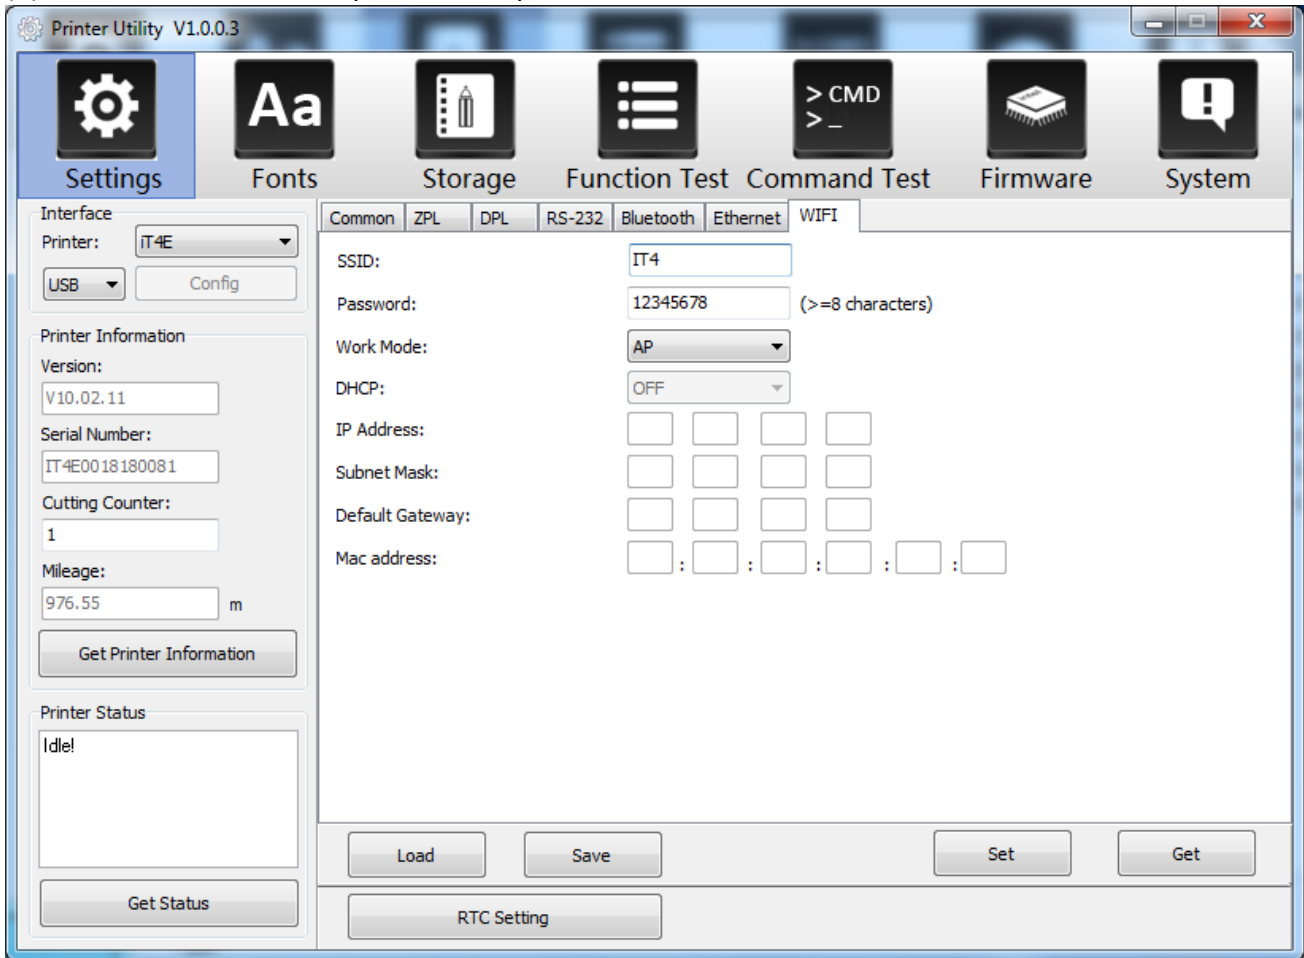 Printer Utility V1.0.0.3
Aa
> CMD
>_
Settings Fonts Storage Function Test Command Test Firmware System
Interface
Printer: iT4E
USB Config
Printer Information
Version:
V10.02.11
Serial Number:
IT4E0018180081
Cutting Counter:
1
Mileage:
976.55 m
Get Printer Information
Printer Status
Idle!
Get Status
Common ZPL DPL RS-232 Bluetooth Ethernet WIFI
SSID: IT4
Password: 12345678 (>=8 characters)
Work Mode: AP
DHCP: OFF
IP Address:
Subnet Mask:
Default Gateway:
Mac address: : : : : :
Load Save Set Get
RTC Setting